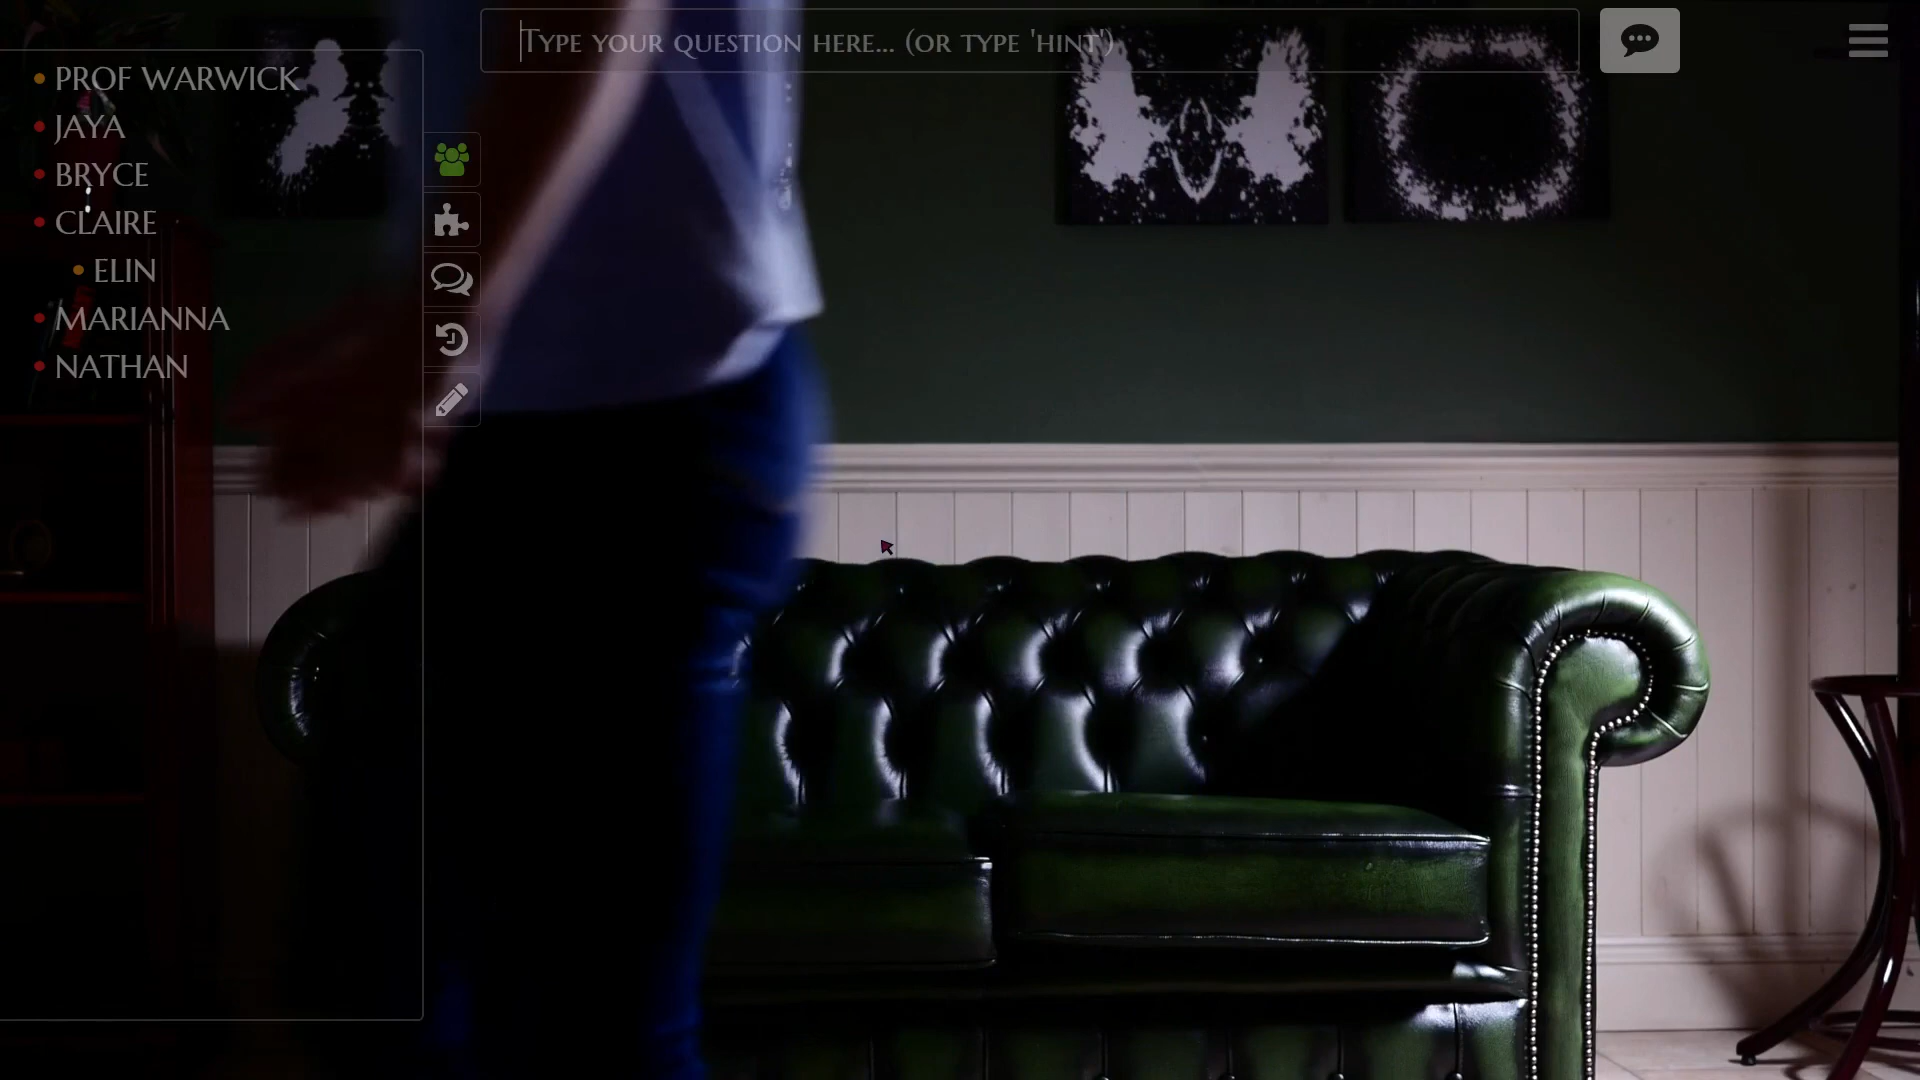 Type your question here... (or type 'hint')
PROF WARWICK
JAYA
BRYCE
CLAIRE
ELIN
MARIANNA
NATHAN